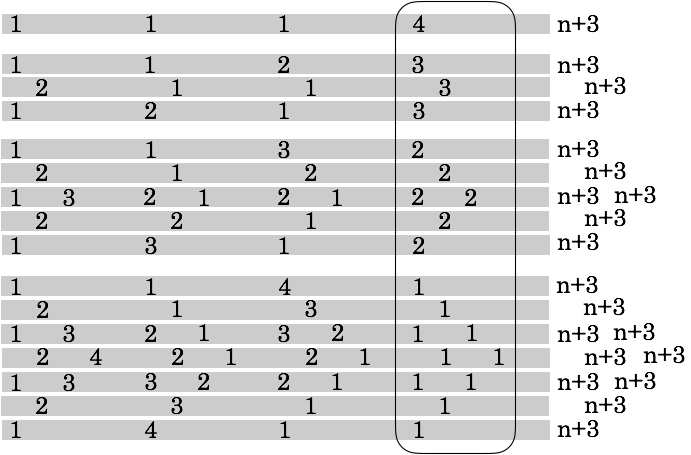 1 1 1 4 n+3
1 1 2 3 n+3
2 1 1 3 n+3
1 2 1 3 n+3
1 1 3 2 n+3
2 1 2 2 n+3
1 3 2 1 2 1 2 2 n+3 n+3
2 2 1 2 n+3
1 3 1 2 n+3
1 1 4 1 n+3
2 1 3 1 n+3
1 3 2 1 3 2 1 1 n+3 n+3
2 4 2 1 2 1 1 1 n+3 n+3
1 3 3 2 2 1 1 1 n+3 n+3
2 3 1 1 n+3
1 4 1 1 n+3